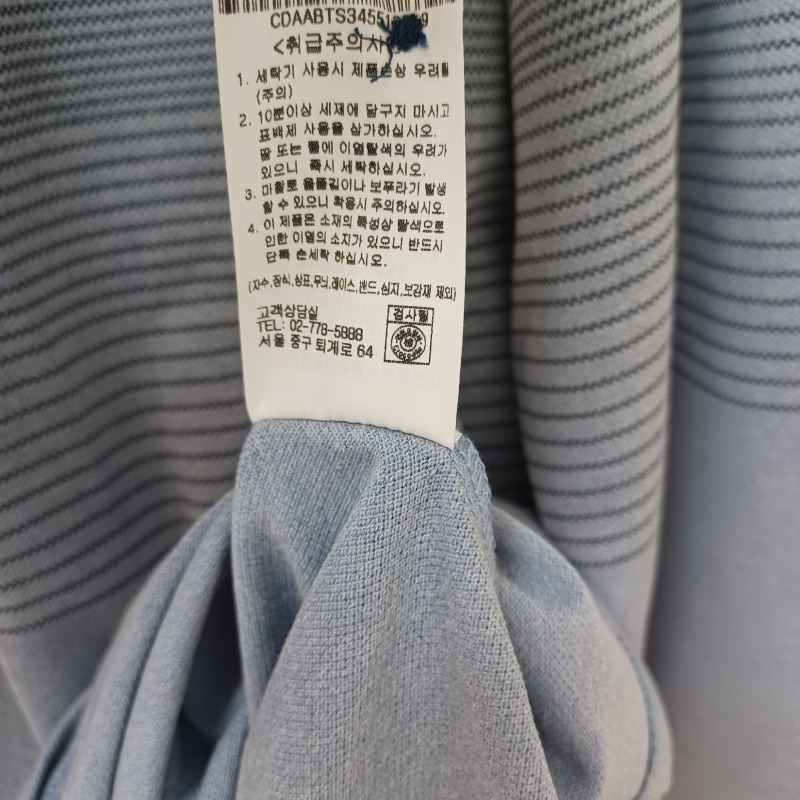 CDAABTS3455
<취급주의사
1. 세탁기 사용시 제품손상 우려됨
(주의)
2. 10분이상 세제에 담구지 마시고
표백제 사용을 삼가하십시오.
땀 또는 물에 이염탈색의 우려가
있으니 즉시 세탁하십시오.
3. 마찰로 올뜯김이나 보푸라기 발생
할 수 있으니 착용시 주의하십시오.
4. 이 제품은 소재의 특성상 탈색으로
인한 이염의 소지가 있으니 반드시
단독 손세탁 하십시오.
(자수,장식,상표,무늬,레이스,밴드,심지,보강재 제외)
고객상담실
검사필
TEL: 02-778-5888
서울 중구 퇴계로 64